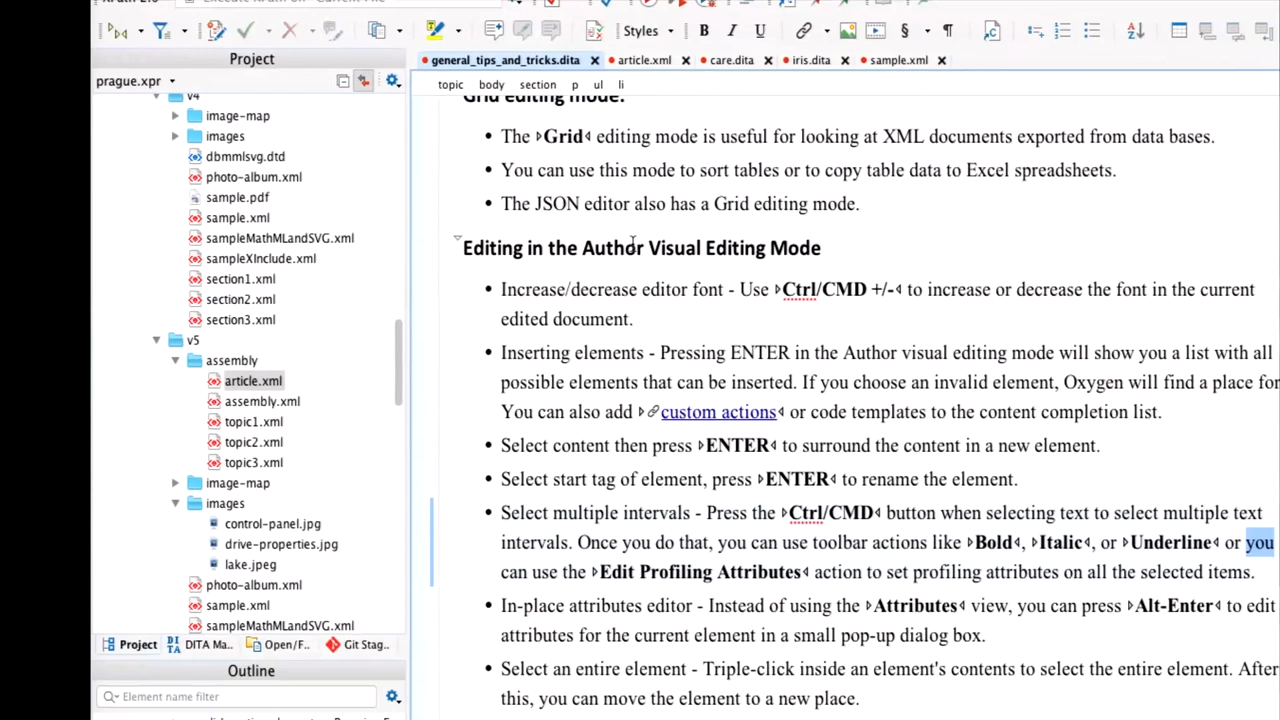 Styles B I U § ¶
Project
prague.xpr
v4
image-map
images
dbmmlsvg.dtd
photo-album.xml
sample.pdf
sample.xml
sampleMathMLandSVG.xml
sampleXInclude.xml
section1.xml
section2.xml
section3.xml
v5
assembly
article.xml
assembly.xml
topic1.xml
topic2.xml
topic3.xml
image-map
images
control-panel.jpg
drive-properties.jpg
lake.jpeg
photo-album.xml
sample.xml
sampleMathMLandSVG.xml
Project DITA Ma.. Open/F.. Git Stag..
Outline
Element name filter
general_tips_and_tricks.dita article.xml care.dita iris.dita sample.xml
topic body section p ul li
Grid editing mode:
• The Grid editing mode is useful for looking at XML documents exported from data bases.
• You can use this mode to sort tables or to copy table data to Excel spreadsheets.
• The JSON editor also has a Grid editing mode.
Editing in the Author Visual Editing Mode
• Increase/decrease editor font - Use Ctrl/CMD +/- to increase or decrease the font in the current
edited document.
• Inserting elements - Pressing ENTER in the Author visual editing mode will show you a list with all
possible elements that can be inserted. If you choose an invalid element, Oxygen will find a place for
You can also add custom actions or code templates to the content completion list.
• Select content then press ENTER to surround the content in a new element.
• Select start tag of element, press ENTER to rename the element.
• Select multiple intervals - Press the Ctrl/CMD button when selecting text to select multiple text
intervals. Once you do that, you can use toolbar actions like Bold, Italic, or Underline or you
can use the Edit Profiling Attributes action to set profiling attributes on all the selected items.
• In-place attributes editor - Instead of using the Attributes view, you can press Alt-Enter to edit
attributes for the current element in a small pop-up dialog box.
• Select an entire element - Triple-click inside an element's contents to select the entire element. After
this, you can move the element to a new place.